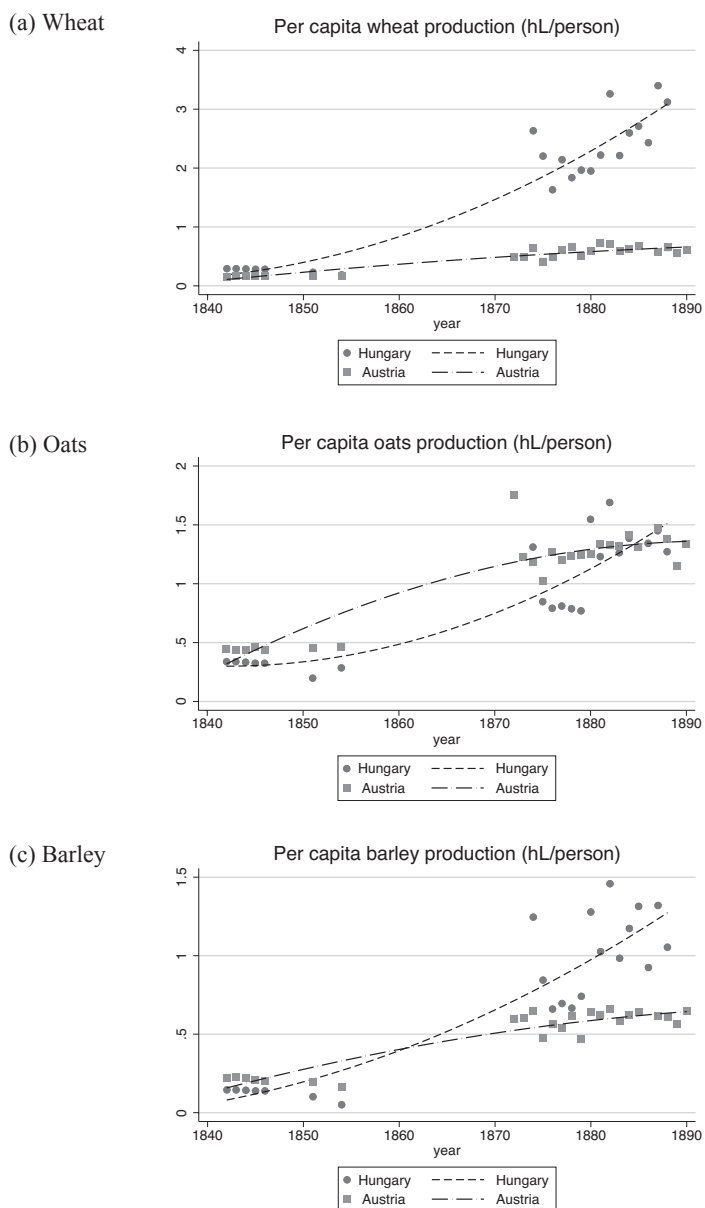 (a) Wheat
Per capita wheat production (hL/person)
4
3
2
1
0
1840 1850 1860 1870 1880 1890
year
Hungary Hungary
Austria Austria
(b) Oats
Per capita oats production (hL/person)
2
1.5
1
.5
0
1840 1850 1860 1870 1880 1890
year
Hungary Hungary
Austria Austria
(c) Barley
Per capita barley production (hL/person)
1.5
1
.5
0
1840 1850 1860 1870 1880 1890
year
Hungary Hungary
Austria Austria